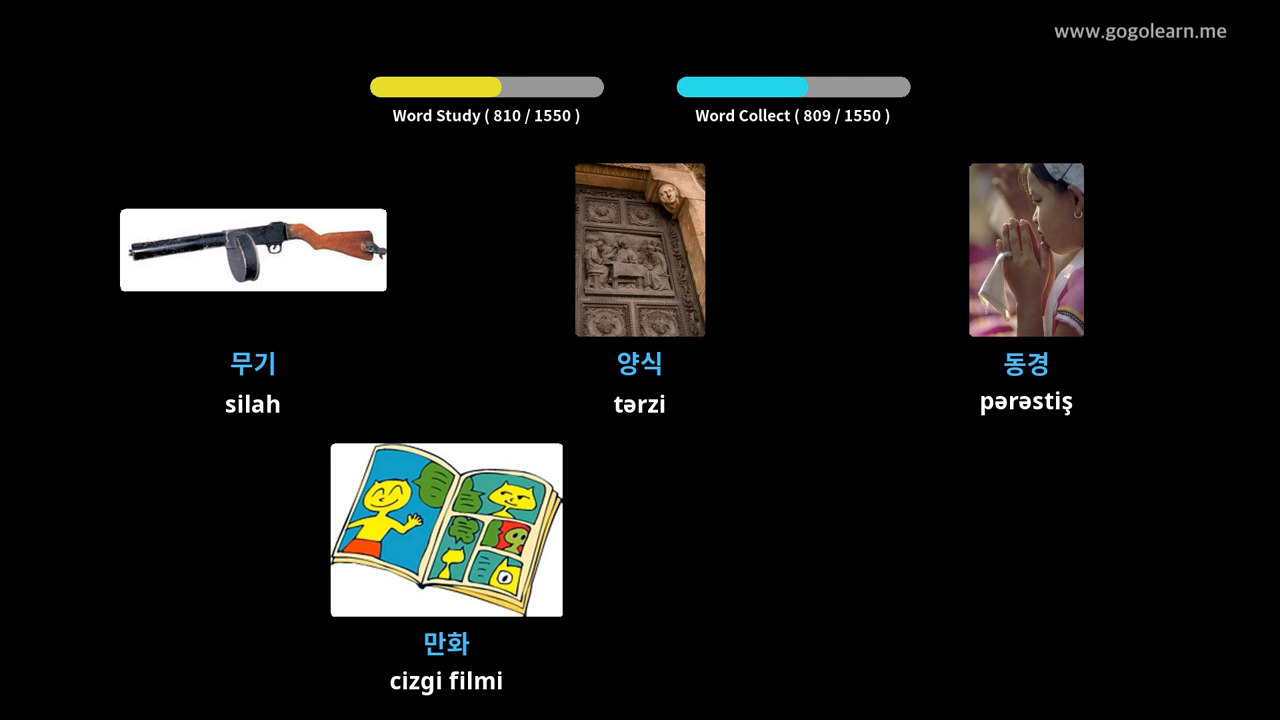 www.gogolearn.me
Word Study ( 810 / 1550 )
Word Collect ( 809 / 1550 )
무기
silah
양식
tərzi
동경
pərəstiş
만화
cizgi filmi